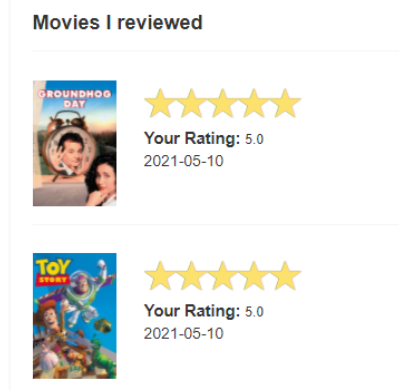 Movies I reviewed
GROUNDHOG
DAY
Your Rating: 5.0
2021-05-10
TOY
STORY
Your Rating: 5.0
2021-05-10